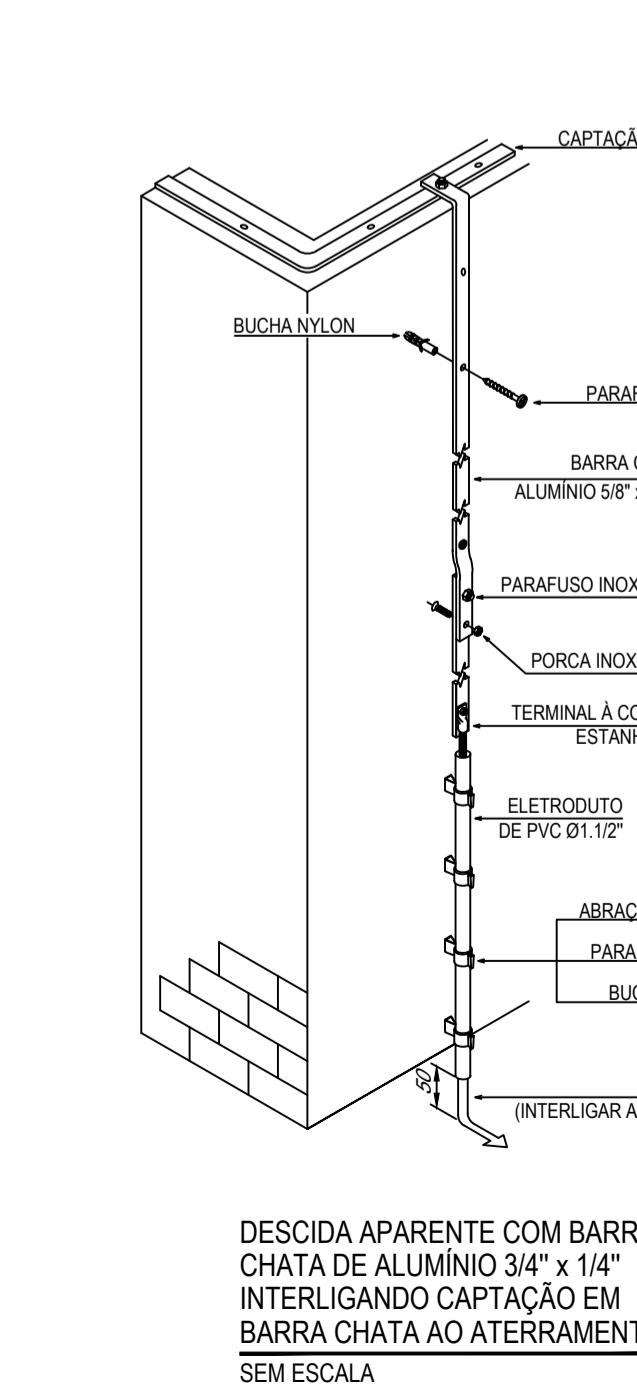 CAPTAÇÃ
BUCHA NYLON
PARAF
BARRA C
ALUMÍNIO 5/8" x
PARAFUSO INOX
PORCA INOX
TERMINAL À CO
ESTANH
ELETRODUTO
DE PVC Ø1.1/2"
ABRAÇ
PARA
BUC
50
(INTERLIGAR A
DESCIDA APARENTE COM BARR
CHATA DE ALUMÍNIO 3/4" x 1/4"
INTERLIGANDO CAPTAÇÃO EM
BARRA CHATA AO ATERRAMENT
SEM ESCALA